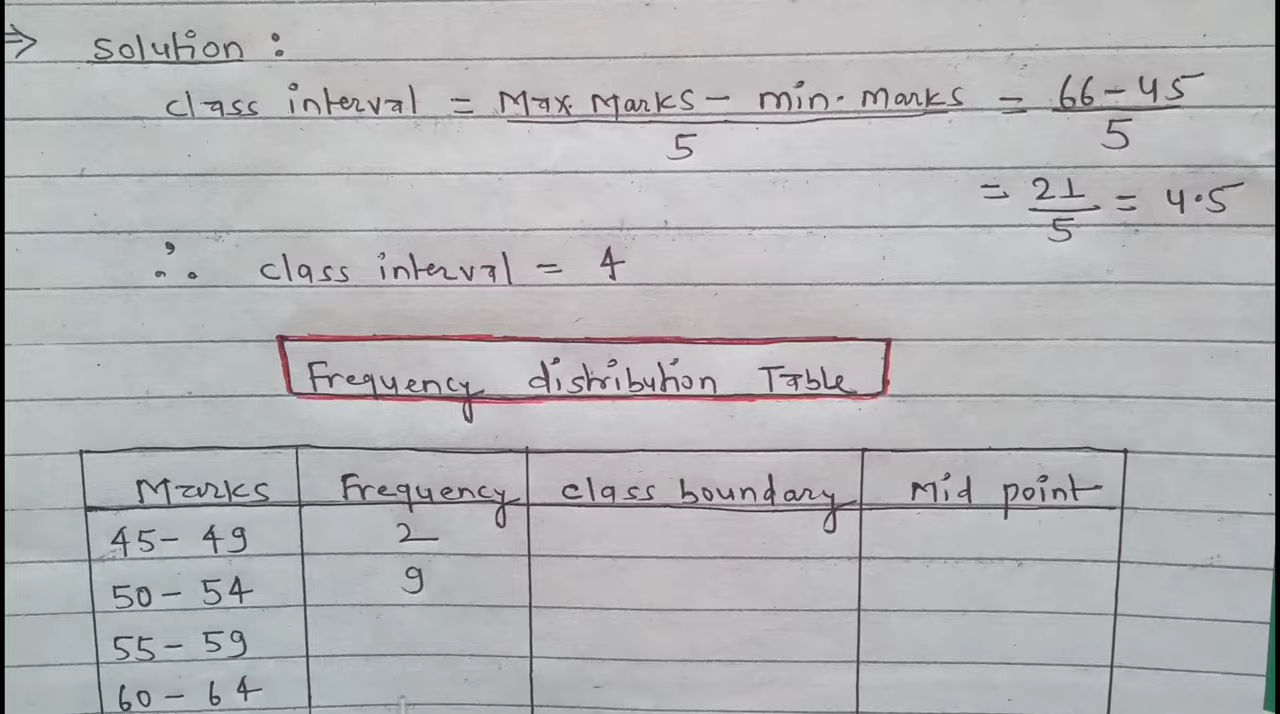 ⇒ Solution :
class interval = Max. Marks - min. Marks / 5 = 66 - 45 / 5
= 21 / 5 = 4.5
∴ class interval = 4
Frequency distribution Table
Marks Frequency class boundary Mid point
45 - 49 2
50 - 54 9
55 - 59
60 - 64